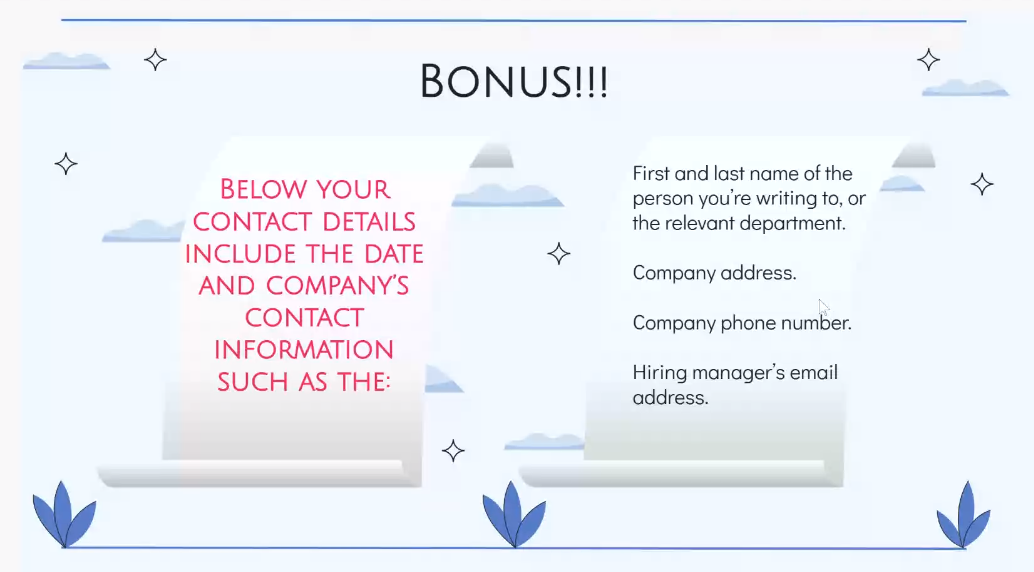 BONUS!!!
BELOW YOUR
CONTACT DETAILS
INCLUDE THE DATE
AND COMPANY'S
CONTACT
INFORMATION
SUCH AS THE:
First and last name of the
person you're writing to, or
the relevant department.
Company address.
Company phone number.
Hiring manager's email
address.